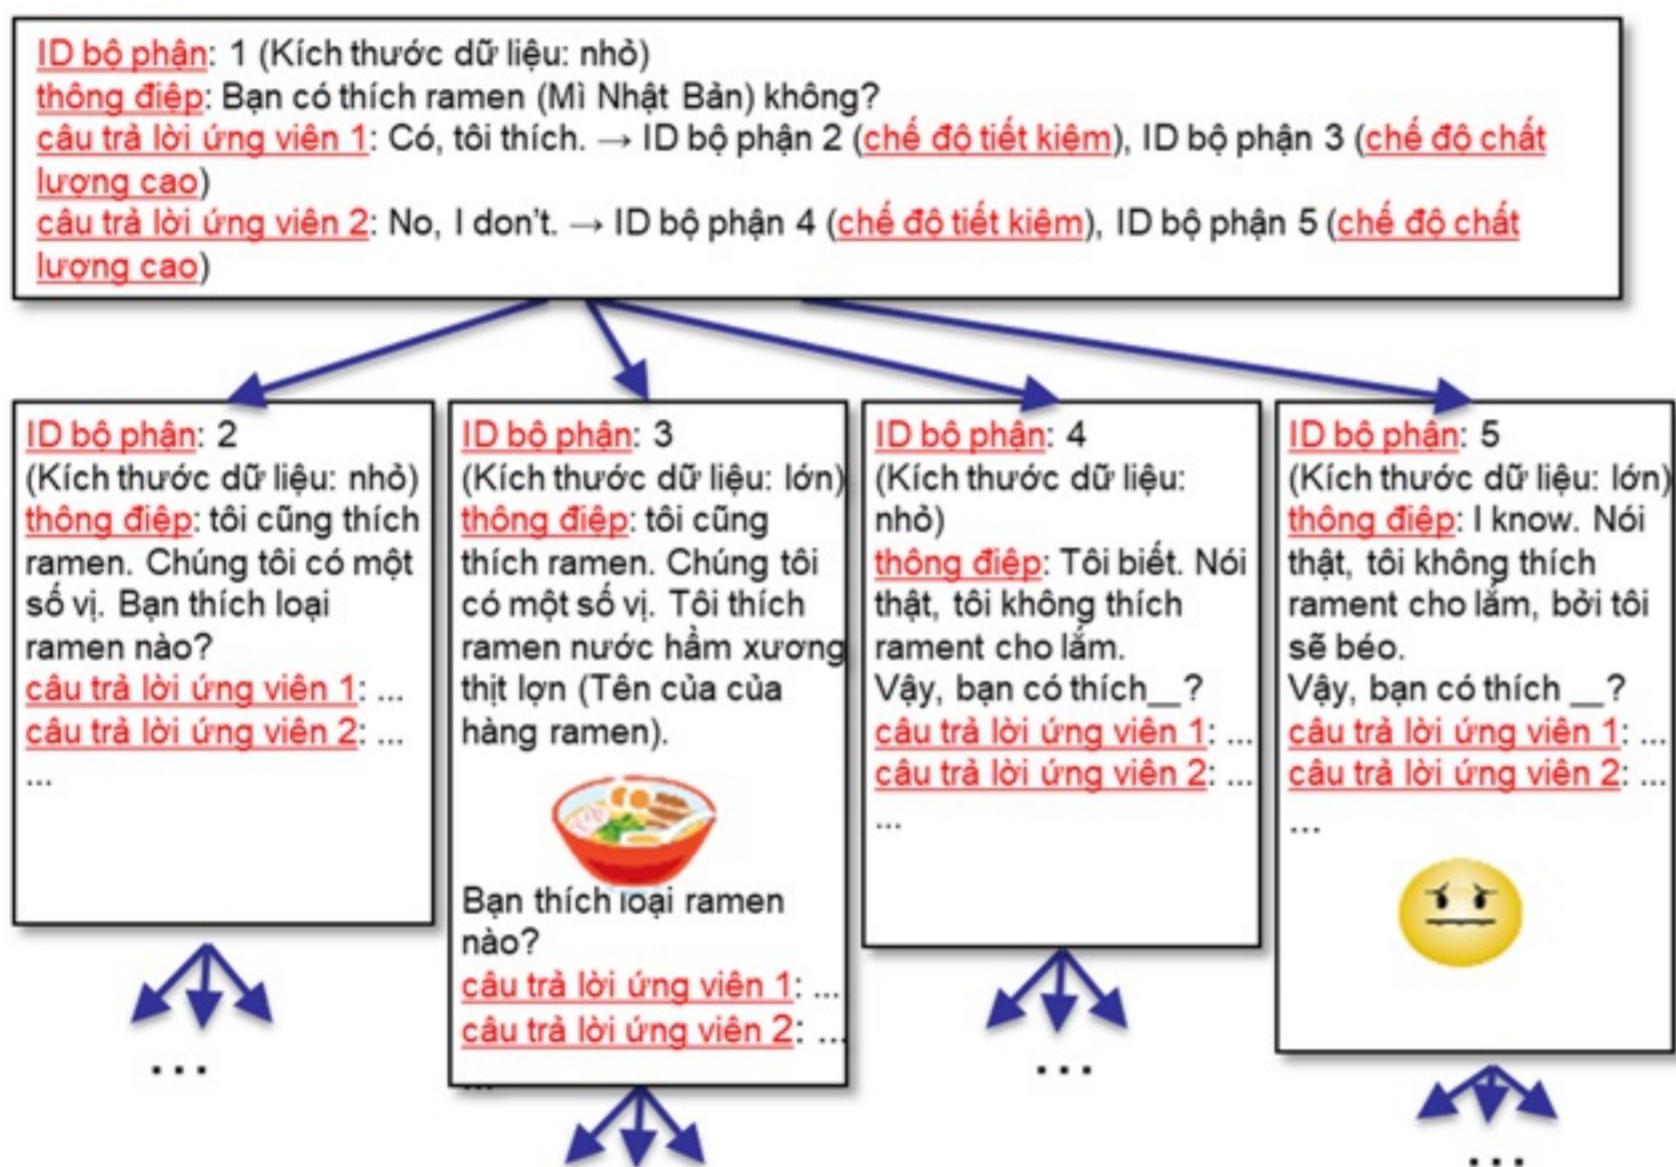 ID bộ phận: 1 (Kích thước dữ liệu: nhỏ)
thông điệp: Bạn có thích ramen (Mì Nhật Bản) không?
câu trả lời ứng viên 1: Có, tôi thích. → ID bộ phận 2 (chế độ tiết kiệm), ID bộ phận 3 (chế độ chất
lượng cao)
câu trả lời ứng viên 2: No, I don't. → ID bộ phận 4 (chế độ tiết kiệm), ID bộ phận 5 (chế độ chất
lượng cao)
ID bộ phận: 2
(Kích thước dữ liệu: nhỏ)
thông điệp: tôi cũng thích
ramen. Chúng tôi có một
số vị. Bạn thích loại
ramen nào?
câu trả lời ứng viên 1: ...
câu trả lời ứng viên 2: ...
...
...
ID bộ phận: 3
(Kích thước dữ liệu: lớn)
thông điệp: tôi cũng
thích ramen. Chúng tôi
có một số vị. Tôi thích
ramen nước hầm xương
thịt lợn (Tên của của
hàng ramen).
Bạn thích loại ramen
nào?
câu trả lời ứng viên 1: ...
câu trả lời ứng viên 2: ...
...
ID bộ phận: 4
(Kích thước dữ liệu:
nhỏ)
thông điệp: Tôi biết. Nói
thật, tôi không thích
rament cho lắm.
Vậy, bạn có thích__?
câu trả lời ứng viên 1: ...
câu trả lời ứng viên 2: ...
...
...
ID bộ phận: 5
(Kích thước dữ liệu: lớn)
thông điệp: I know. Nói
thật, tôi không thích
rament cho lắm, bởi tôi
sẽ béo.
Vậy, bạn có thích __?
câu trả lời ứng viên 1: ...
câu trả lời ứng viên 2: ...
...
...